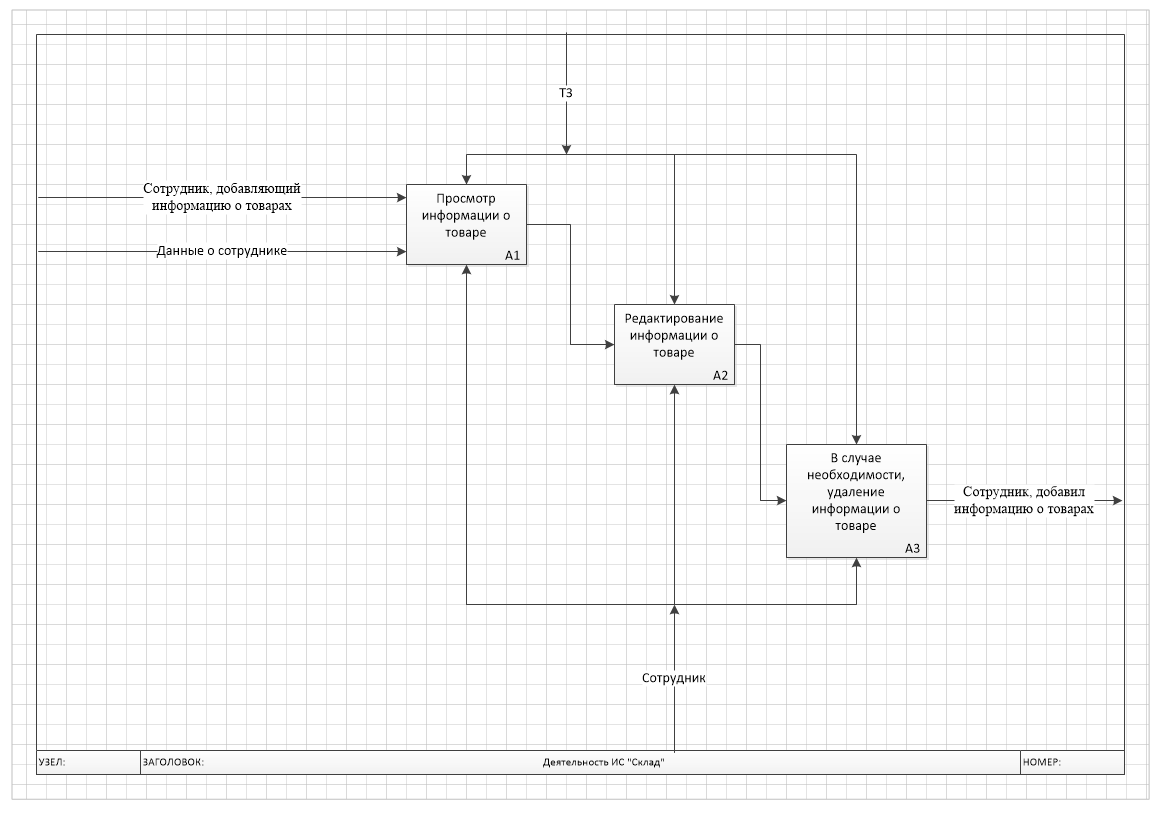 ТЗ
Сотрудник, добавляющий
информацию о товарах
Данные о сотруднике
Просмотр
информации о
товаре
А1
Редактирование
информации о
товаре
А2
В случае
необходимости,
удаление
информации о
товаре
А3
Сотрудник, добавил
информацию о товарах
Сотрудник
УЗЕЛ:
ЗАГОЛОВОК:
Деятельность ИС "Склад"
НОМЕР: